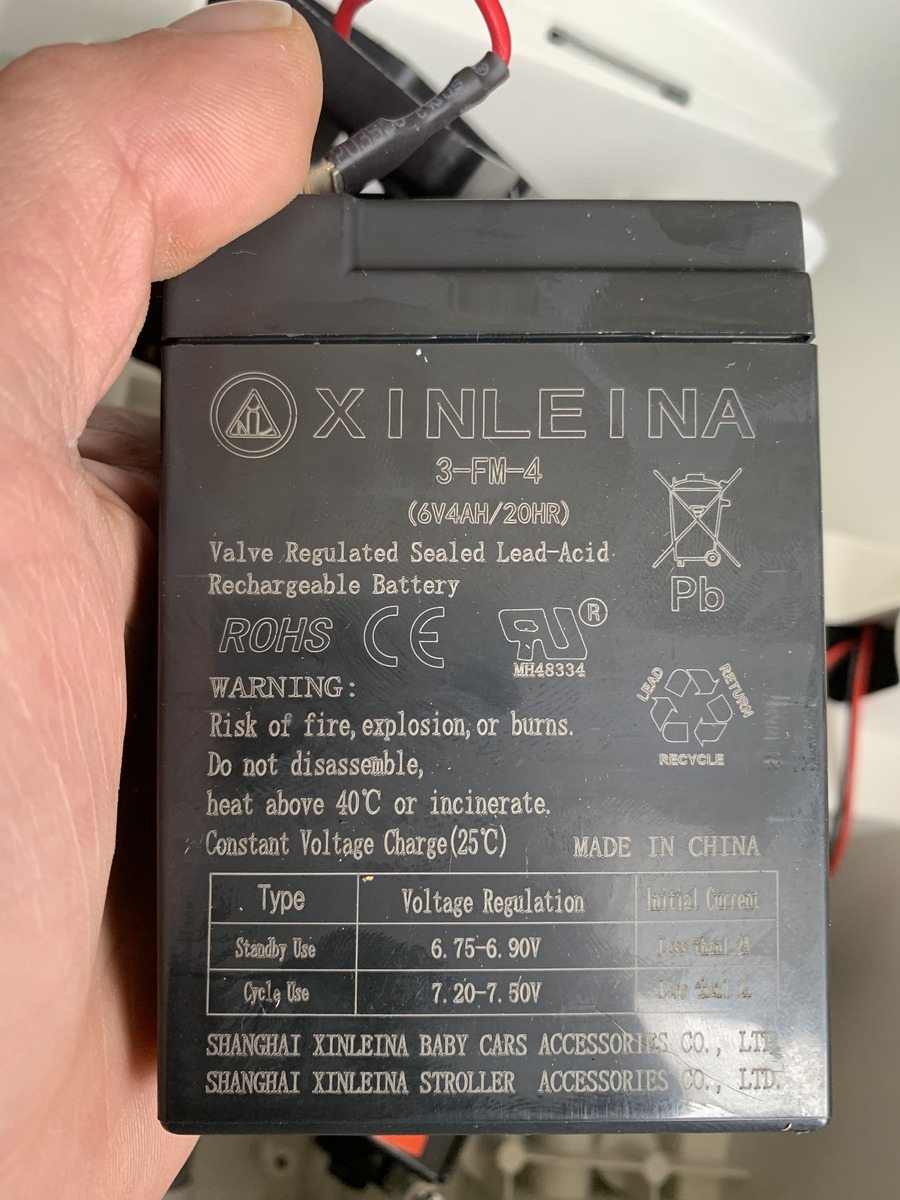 XINLEINA
3-FM-4
(6V4AH/20HR)
Valve Regulated Sealed Lead-Acid
Rechargeable Battery
Pb
ROHS CE RU®
MH48334
WARNING:
Risk of fire, explosion, or burns.
Do not disassemble,
heat above 40℃ or incinerate.
LEAD RETURN
RECYCLE
Constant Voltage Charge(25℃)
MADE IN CHINA
Type Voltage Regulation Initial Current
Standby Use 6.75-6.90V Less than
Cycle Use 7.20-7.50V
SHANGHAI XINLEINA BABY CARS ACCESSORIES CO., LTD
SHANGHAI XINLEINA STROLLER ACCESSORIES CO., LTD.